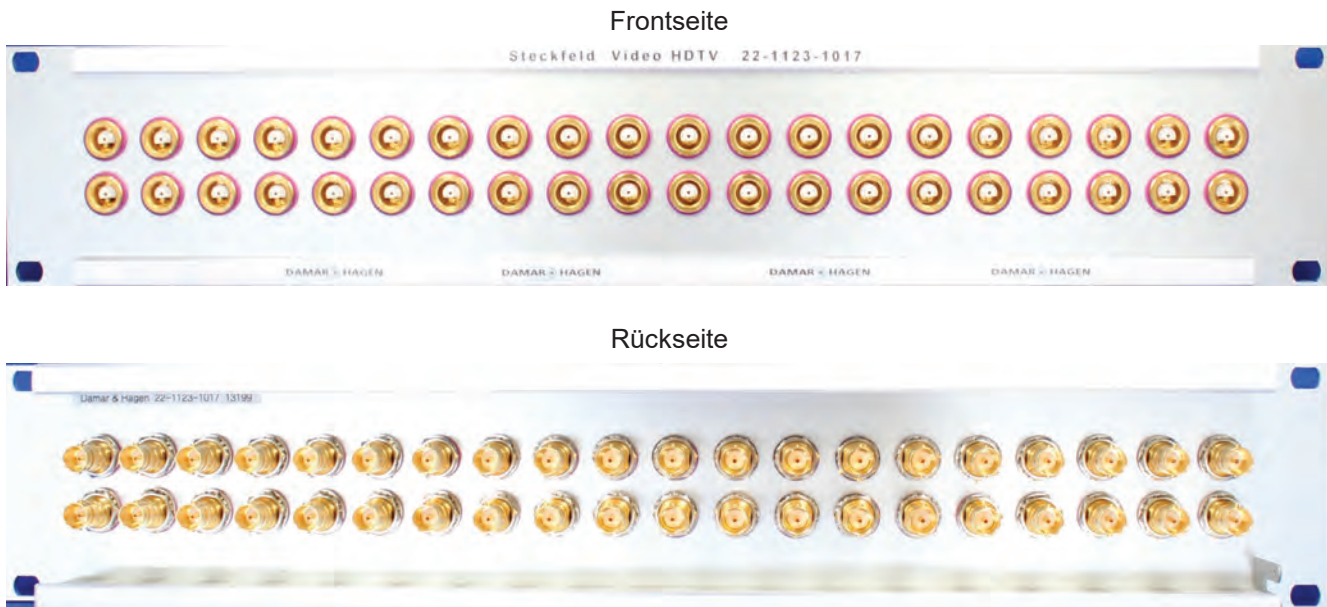 Frontseite
Steckfeld Video HDTV 22-1123-1017
DAMAR & HAGEN DAMAR & HAGEN DAMAR & HAGEN DAMAR & HAGEN
Rückseite
Damar & Hagen 22-1123-1017 13199